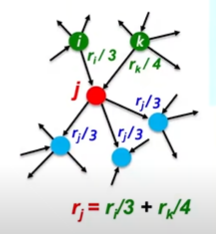 i
k
r_i/3
r_k/4
j
r_j/3
r_j/3
r_j/3
r_j = r_i/3 + r_k/4